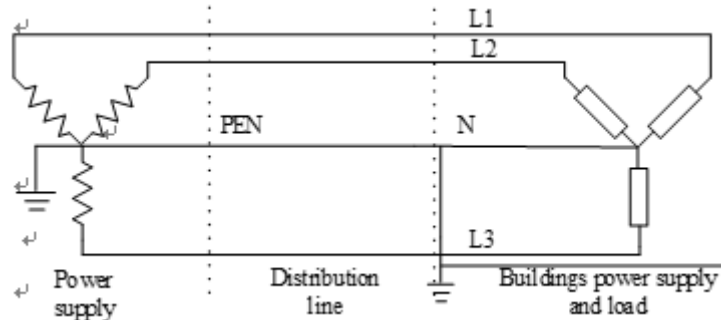 L1
L2
PEN
N
L3
Power
supply
Distribution
line
Buildings power supply
and load